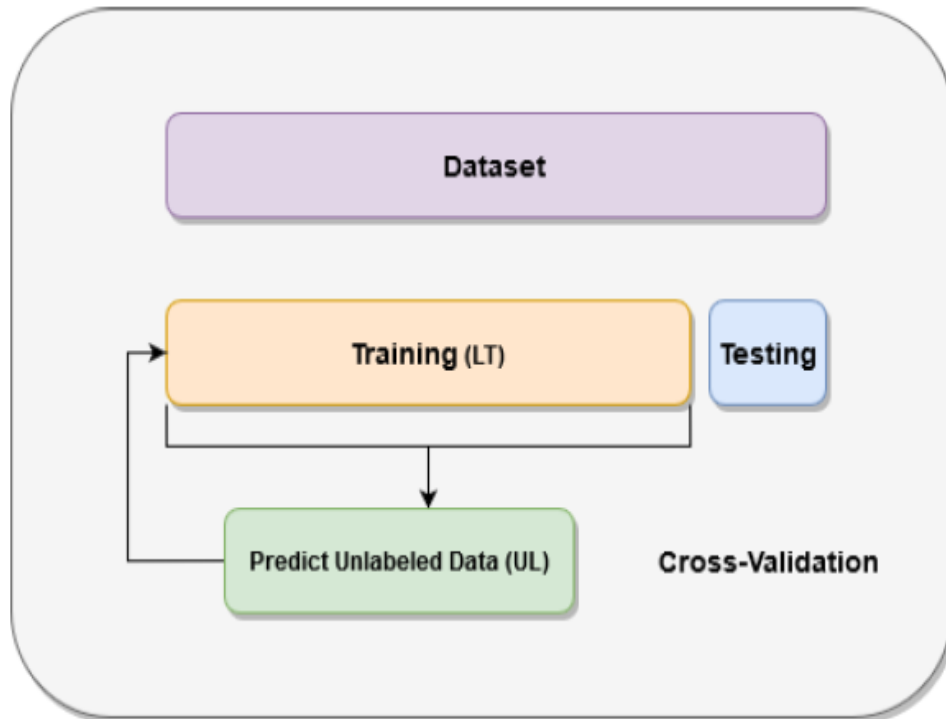 Dataset
Training (LT)
Testing
Predict Unlabeled Data (UL)
Cross-Validation